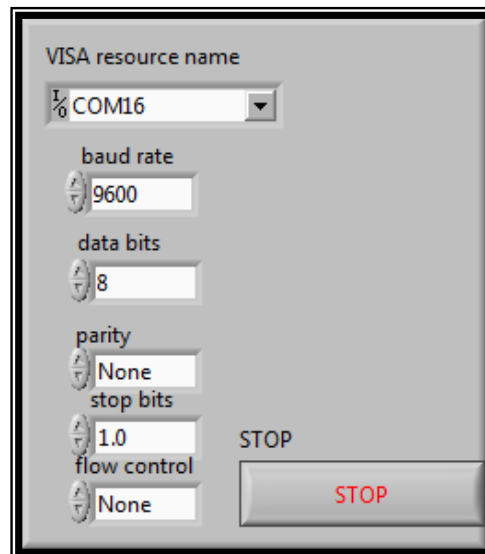 VISA resource name
I/O COM16
baud rate
9600
data bits
8
parity
None
stop bits
1.0
flow control
None
STOP
STOP